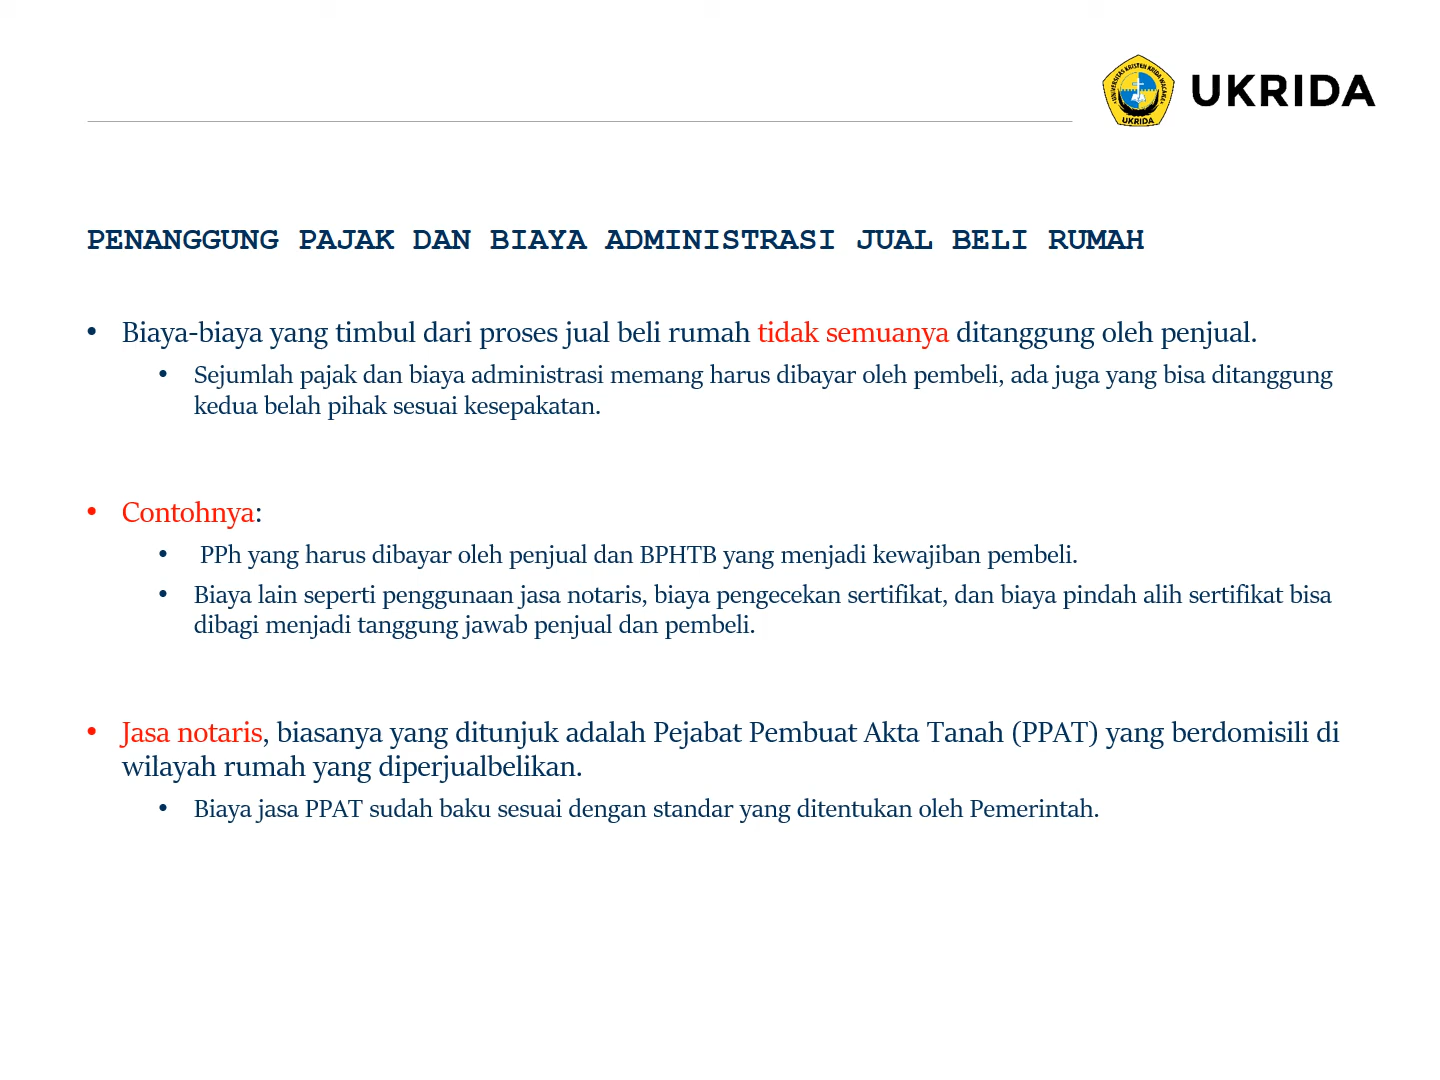 UNIVERSITAS KRISTEN KRIDA WACANA
UKRIDA
UKRIDA
PENANGGUNG PAJAK DAN BIAYA ADMINISTRASI JUAL BELI RUMAH
• Biaya-biaya yang timbul dari proses jual beli rumah tidak semuanya ditanggung oleh penjual.
• Sejumlah pajak dan biaya administrasi memang harus dibayar oleh pembeli, ada juga yang bisa ditanggung
kedua belah pihak sesuai kesepakatan.
• Contohnya:
• PPh yang harus dibayar oleh penjual dan BPHTB yang menjadi kewajiban pembeli.
• Biaya lain seperti penggunaan jasa notaris, biaya pengecekan sertifikat, dan biaya pindah alih sertifikat bisa
dibagi menjadi tanggung jawab penjual dan pembeli.
• Jasa notaris, biasanya yang ditunjuk adalah Pejabat Pembuat Akta Tanah (PPAT) yang berdomisili di
wilayah rumah yang diperjualbelikan.
• Biaya jasa PPAT sudah baku sesuai dengan standar yang ditentukan oleh Pemerintah.